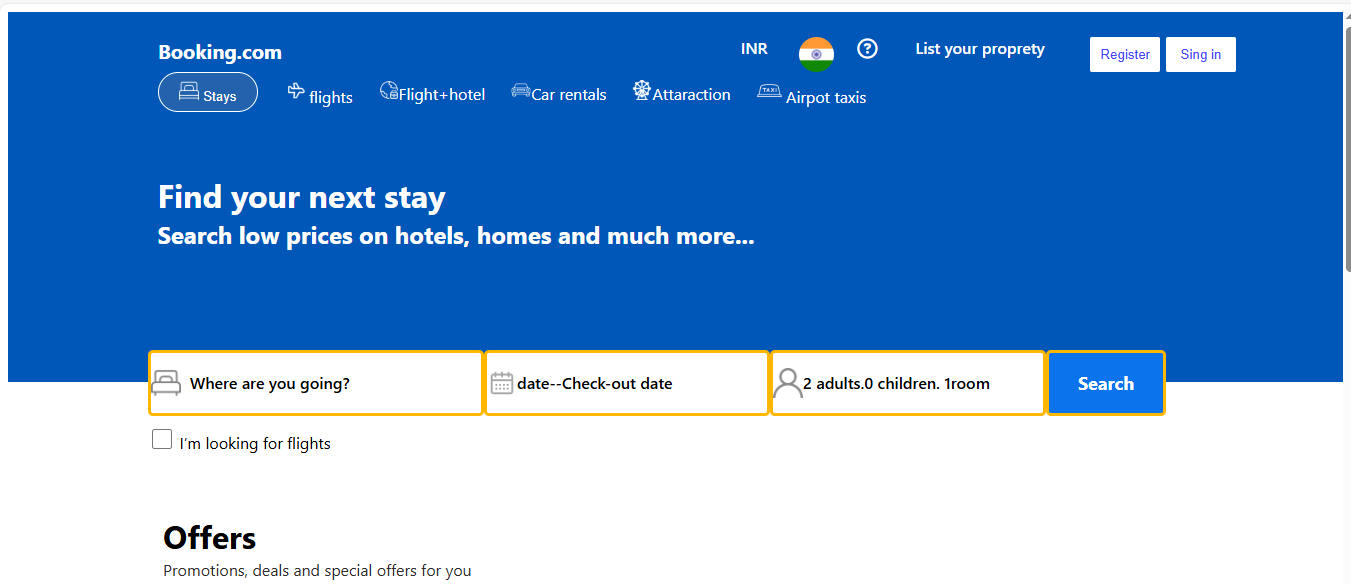 Booking.com INR List your proprety Register Sing in
Stays flights Flight+hotel Car rentals Attaraction TAXI Airpot taxis
Find your next stay
Search low prices on hotels, homes and much more...
Where are you going? date--Check-out date 2 adults.0 children. 1room Search
I'm looking for flights
Offers
Promotions, deals and special offers for you